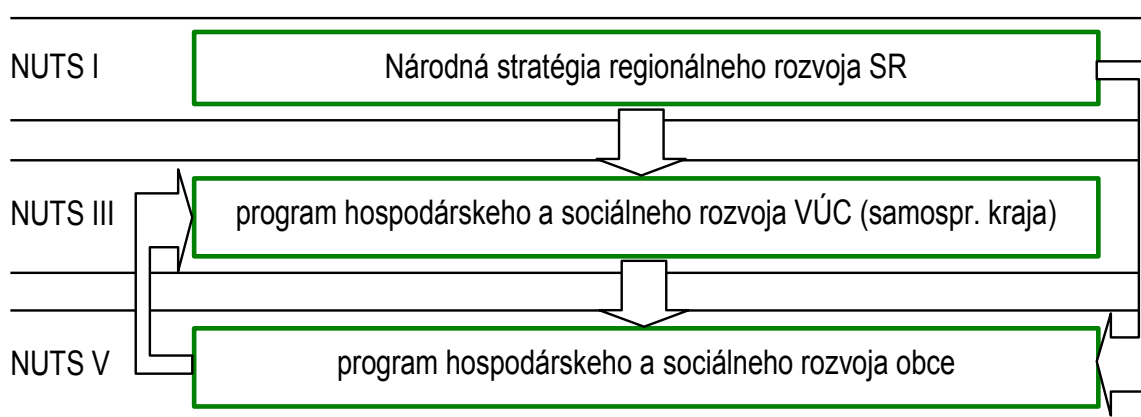 NUTS I
Národná stratégia regionálneho rozvoja SR
NUTS III
program hospodárskeho a sociálneho rozvoja VÚC (samospr. kraja)
NUTS V
program hospodárskeho a sociálneho rozvoja obce